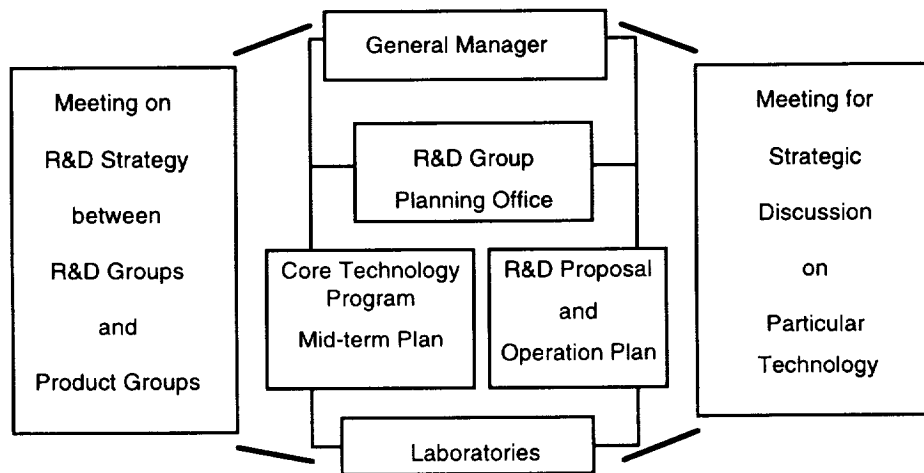 General Manager
Meeting on
R&D Strategy
between
R&D Groups
and
Product Groups
R&D Group
Planning Office
Core Technology
Program
Mid-term Plan
R&D Proposal
and
Operation Plan
Laboratories
Meeting for
Strategic
Discussion
on
Particular
Technology